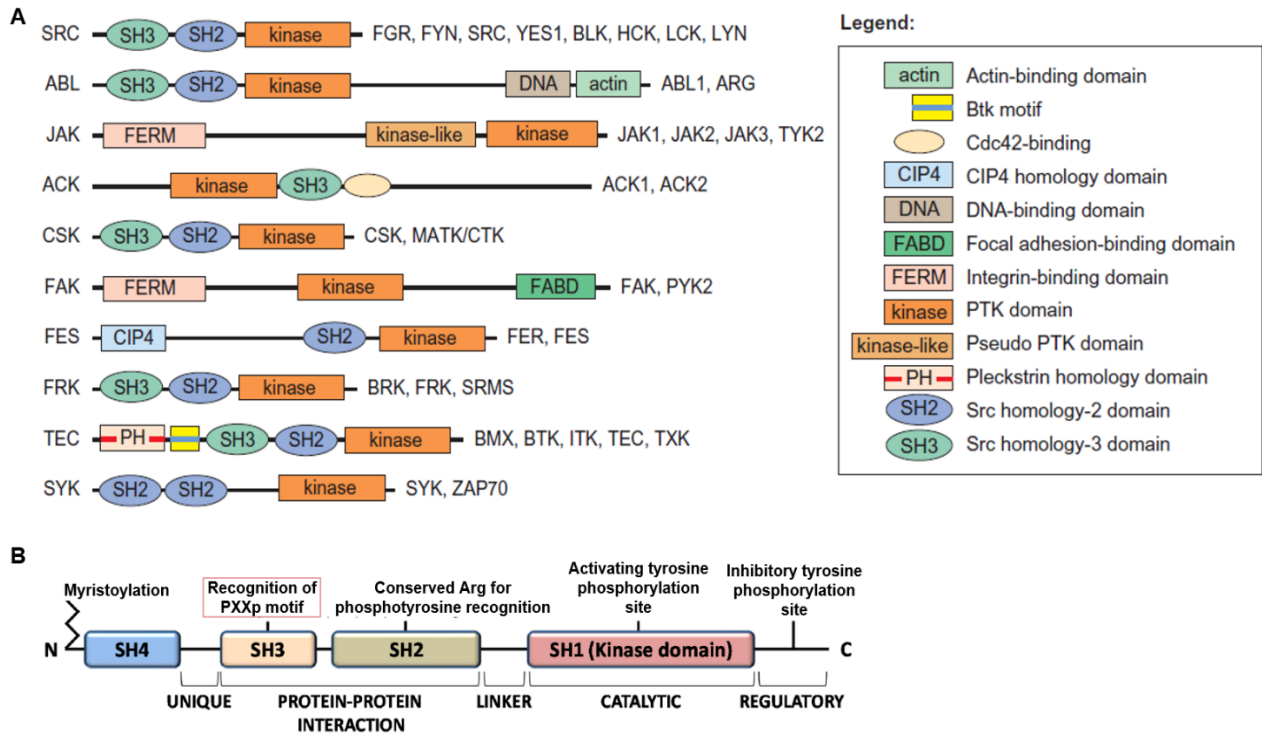 A
SRC SH3 SH2 kinase FGR, FYN, SRC, YES1, BLK, HCK, LCK, LYN
ABL SH3 SH2 kinase DNA actin ABL1, ARG
JAK FERM kinase-like kinase JAK1, JAK2, JAK3, TYK2
ACK kinase SH3 ACK1, ACK2
CSK SH3 SH2 kinase CSK, MATK/CTK
FAK FERM kinase FABD FAK, PYK2
FES CIP4 SH2 kinase FER, FES
FRK SH3 SH2 kinase BRK, FRK, SRMS
TEC PH SH3 SH2 kinase BMX, BTK, ITK, TEC, TXK
SYK SH2 SH2 kinase SYK, ZAP70
Legend:
actin Actin-binding domain
Btk motif
Cdc42-binding
CIP4 CIP4 homology domain
DNA DNA-binding domain
FABD Focal adhesion-binding domain
FERM Integrin-binding domain
kinase PTK domain
kinase-like Pseudo PTK domain
PH Pleckstrin homology domain
SH2 Src homology-2 domain
SH3 Src homology-3 domain
B
Myristoylation
Recognition of
PXXp motif
Conserved Arg for
phosphotyrosine recognition
Activating tyrosine
phosphorylation
site
Inhibitory tyrosine
phosphorylation
site
N SH4 SH3 SH2 SH1 (Kinase domain) C
UNIQUE PROTEIN-PROTEIN LINKER CATALYTIC REGULATORY
INTERACTION